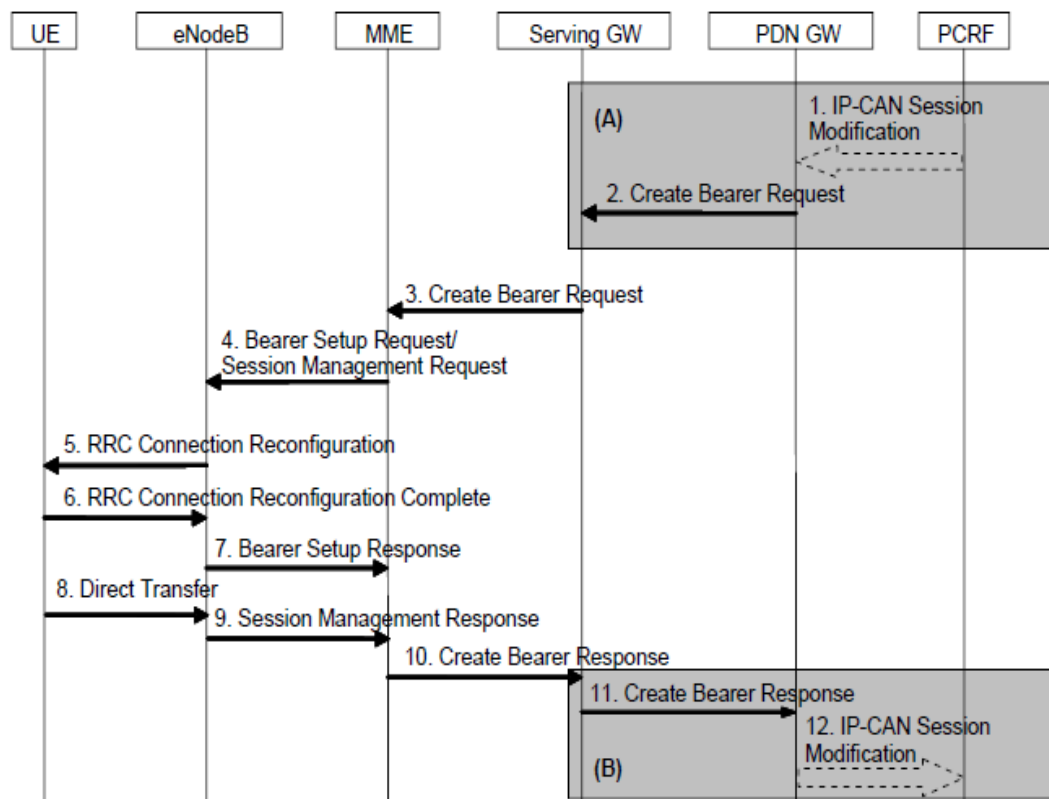 UE
eNodeB
MME
Serving GW
PDN GW
PCRF
(A)
1. IP-CAN Session
Modification
2. Create Bearer Request
3. Create Bearer Request
4. Bearer Setup Request/
Session Management Request
5. RRC Connection Reconfiguration
6. RRC Connection Reconfiguration Complete
7. Bearer Setup Response
8. Direct Transfer
9. Session Management Response
10. Create Bearer Response
11. Create Bearer Response
12. IP-CAN Session
Modification
(B)